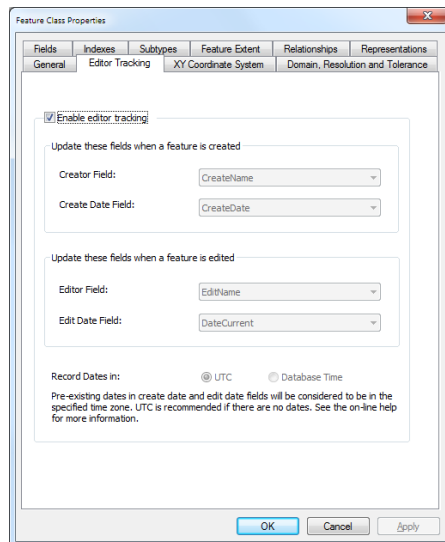 Feature Class Properties
Fields Indexes Subtypes Feature Extent Relationships Representations
General Editor Tracking XY Coordinate System Domain, Resolution and Tolerance
Enable editor tracking
Update these fields when a feature is created
Creator Field: CreateName
Create Date Field: CreateDate
Update these fields when a feature is edited
Editor Field: EditName
Edit Date Field: DateCurrent
Record Dates in: UTC Database Time
Pre-existing dates in create date and edit date fields will be considered to be in the
specified time zone. UTC is recommended if there are no dates. See the on-line help
for more information.
OK Cancel Apply